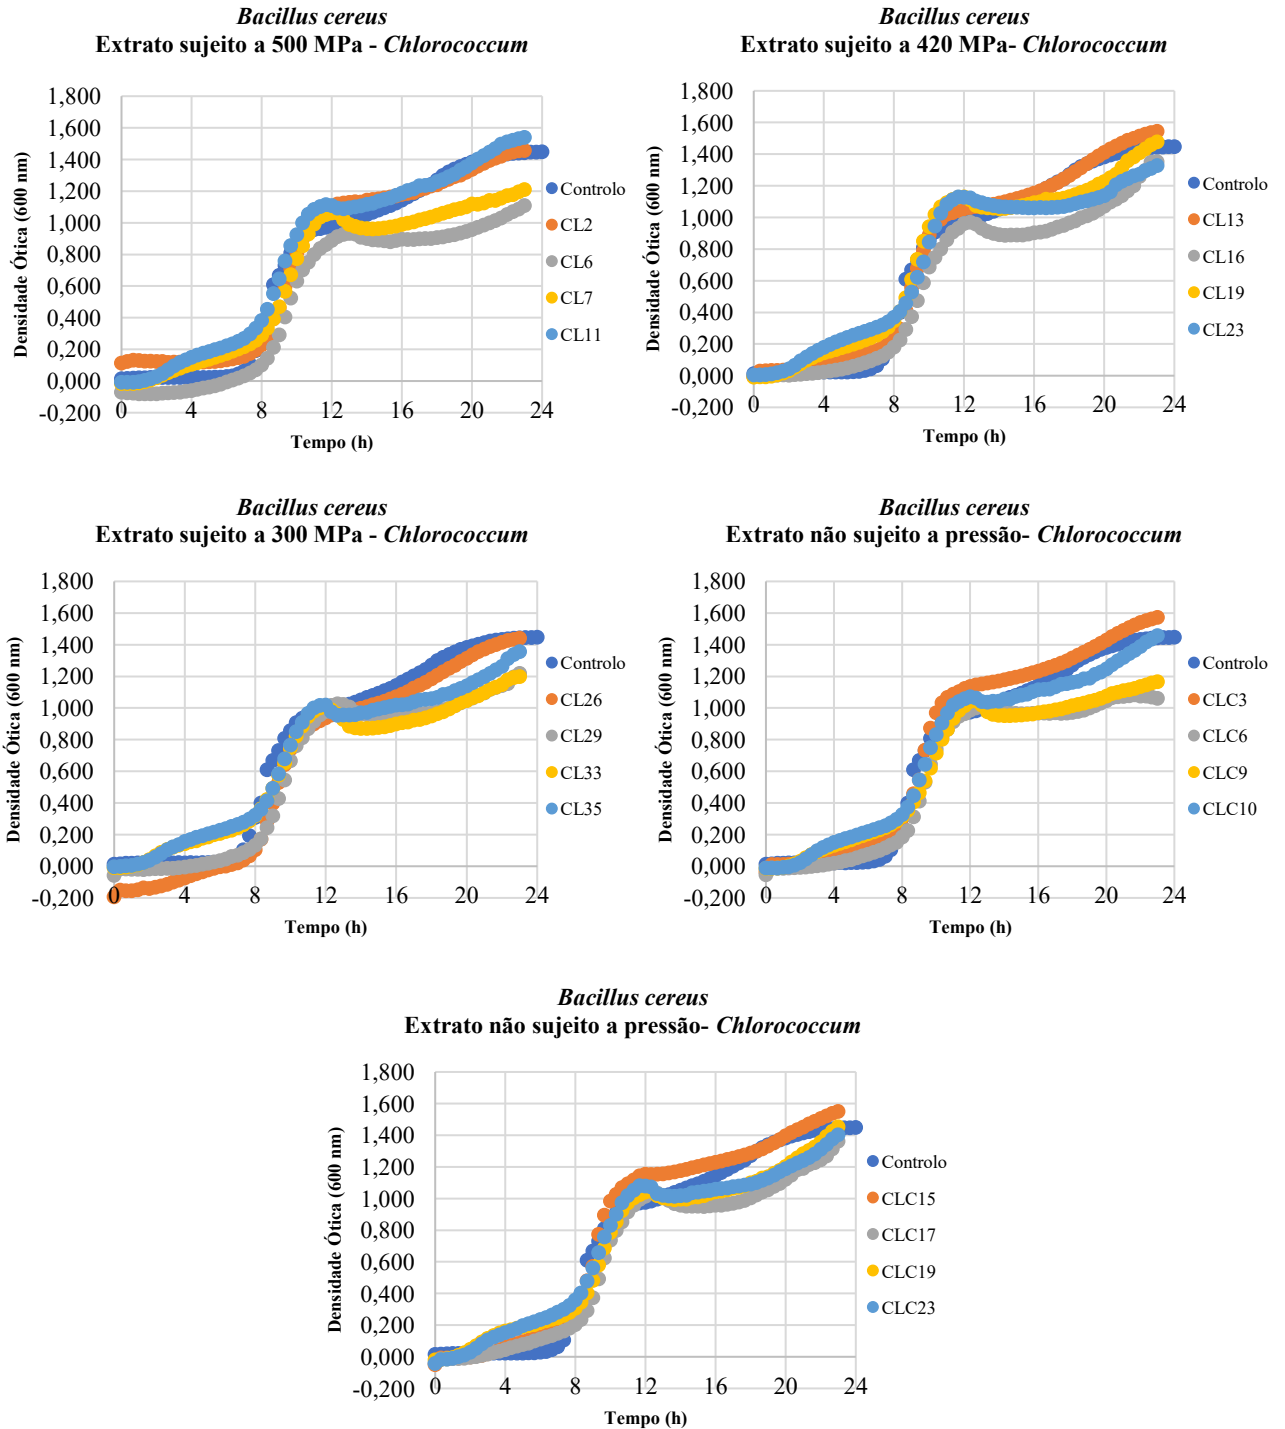 Bacillus cereus
Extrato sujeito a 500 MPa - Chlorococcum
1,800
1,600
1,400
1,200
1,000
0,800
0,600
0,400
0,200
0,000
-0,200
0 4 8 12 16 20 24
Densidade Ótica (600 nm)
Tempo (h)
Controlo
CL2
CL6
CL7
CL11
Bacillus cereus
Extrato sujeito a 420 MPa- Chlorococcum
1,800
1,600
1,400
1,200
1,000
0,800
0,600
0,400
0,200
0,000
-0,200
0 4 8 12 16 20 24
Densidade Ótica (600 nm)
Tempo (h)
Controlo
CL13
CL16
CL19
CL23
Bacillus cereus
Extrato sujeito a 300 MPa - Chlorococcum
1,800
1,600
1,400
1,200
1,000
0,800
0,600
0,400
0,200
0,000
-0,200
0 4 8 12 16 20 24
Densidade Ótica (600 nm)
Tempo (h)
Controlo
CL26
CL29
CL33
CL35
Bacillus cereus
Extrato não sujeito a pressão- Chlorococcum
1,800
1,600
1,400
1,200
1,000
0,800
0,600
0,400
0,200
0,000
-0,200
0 4 8 12 16 20 24
Densidade Ótica (600 nm)
Tempo (h)
Controlo
CLC3
CLC6
CLC9
CLC10
Bacillus cereus
Extrato não sujeito a pressão- Chlorococcum
1,800
1,600
1,400
1,200
1,000
0,800
0,600
0,400
0,200
0,000
-0,200
0 4 8 12 16 20 24
Densidade Ótica (600 nm)
Tempo (h)
Controlo
CLC15
CLC17
CLC19
CLC23